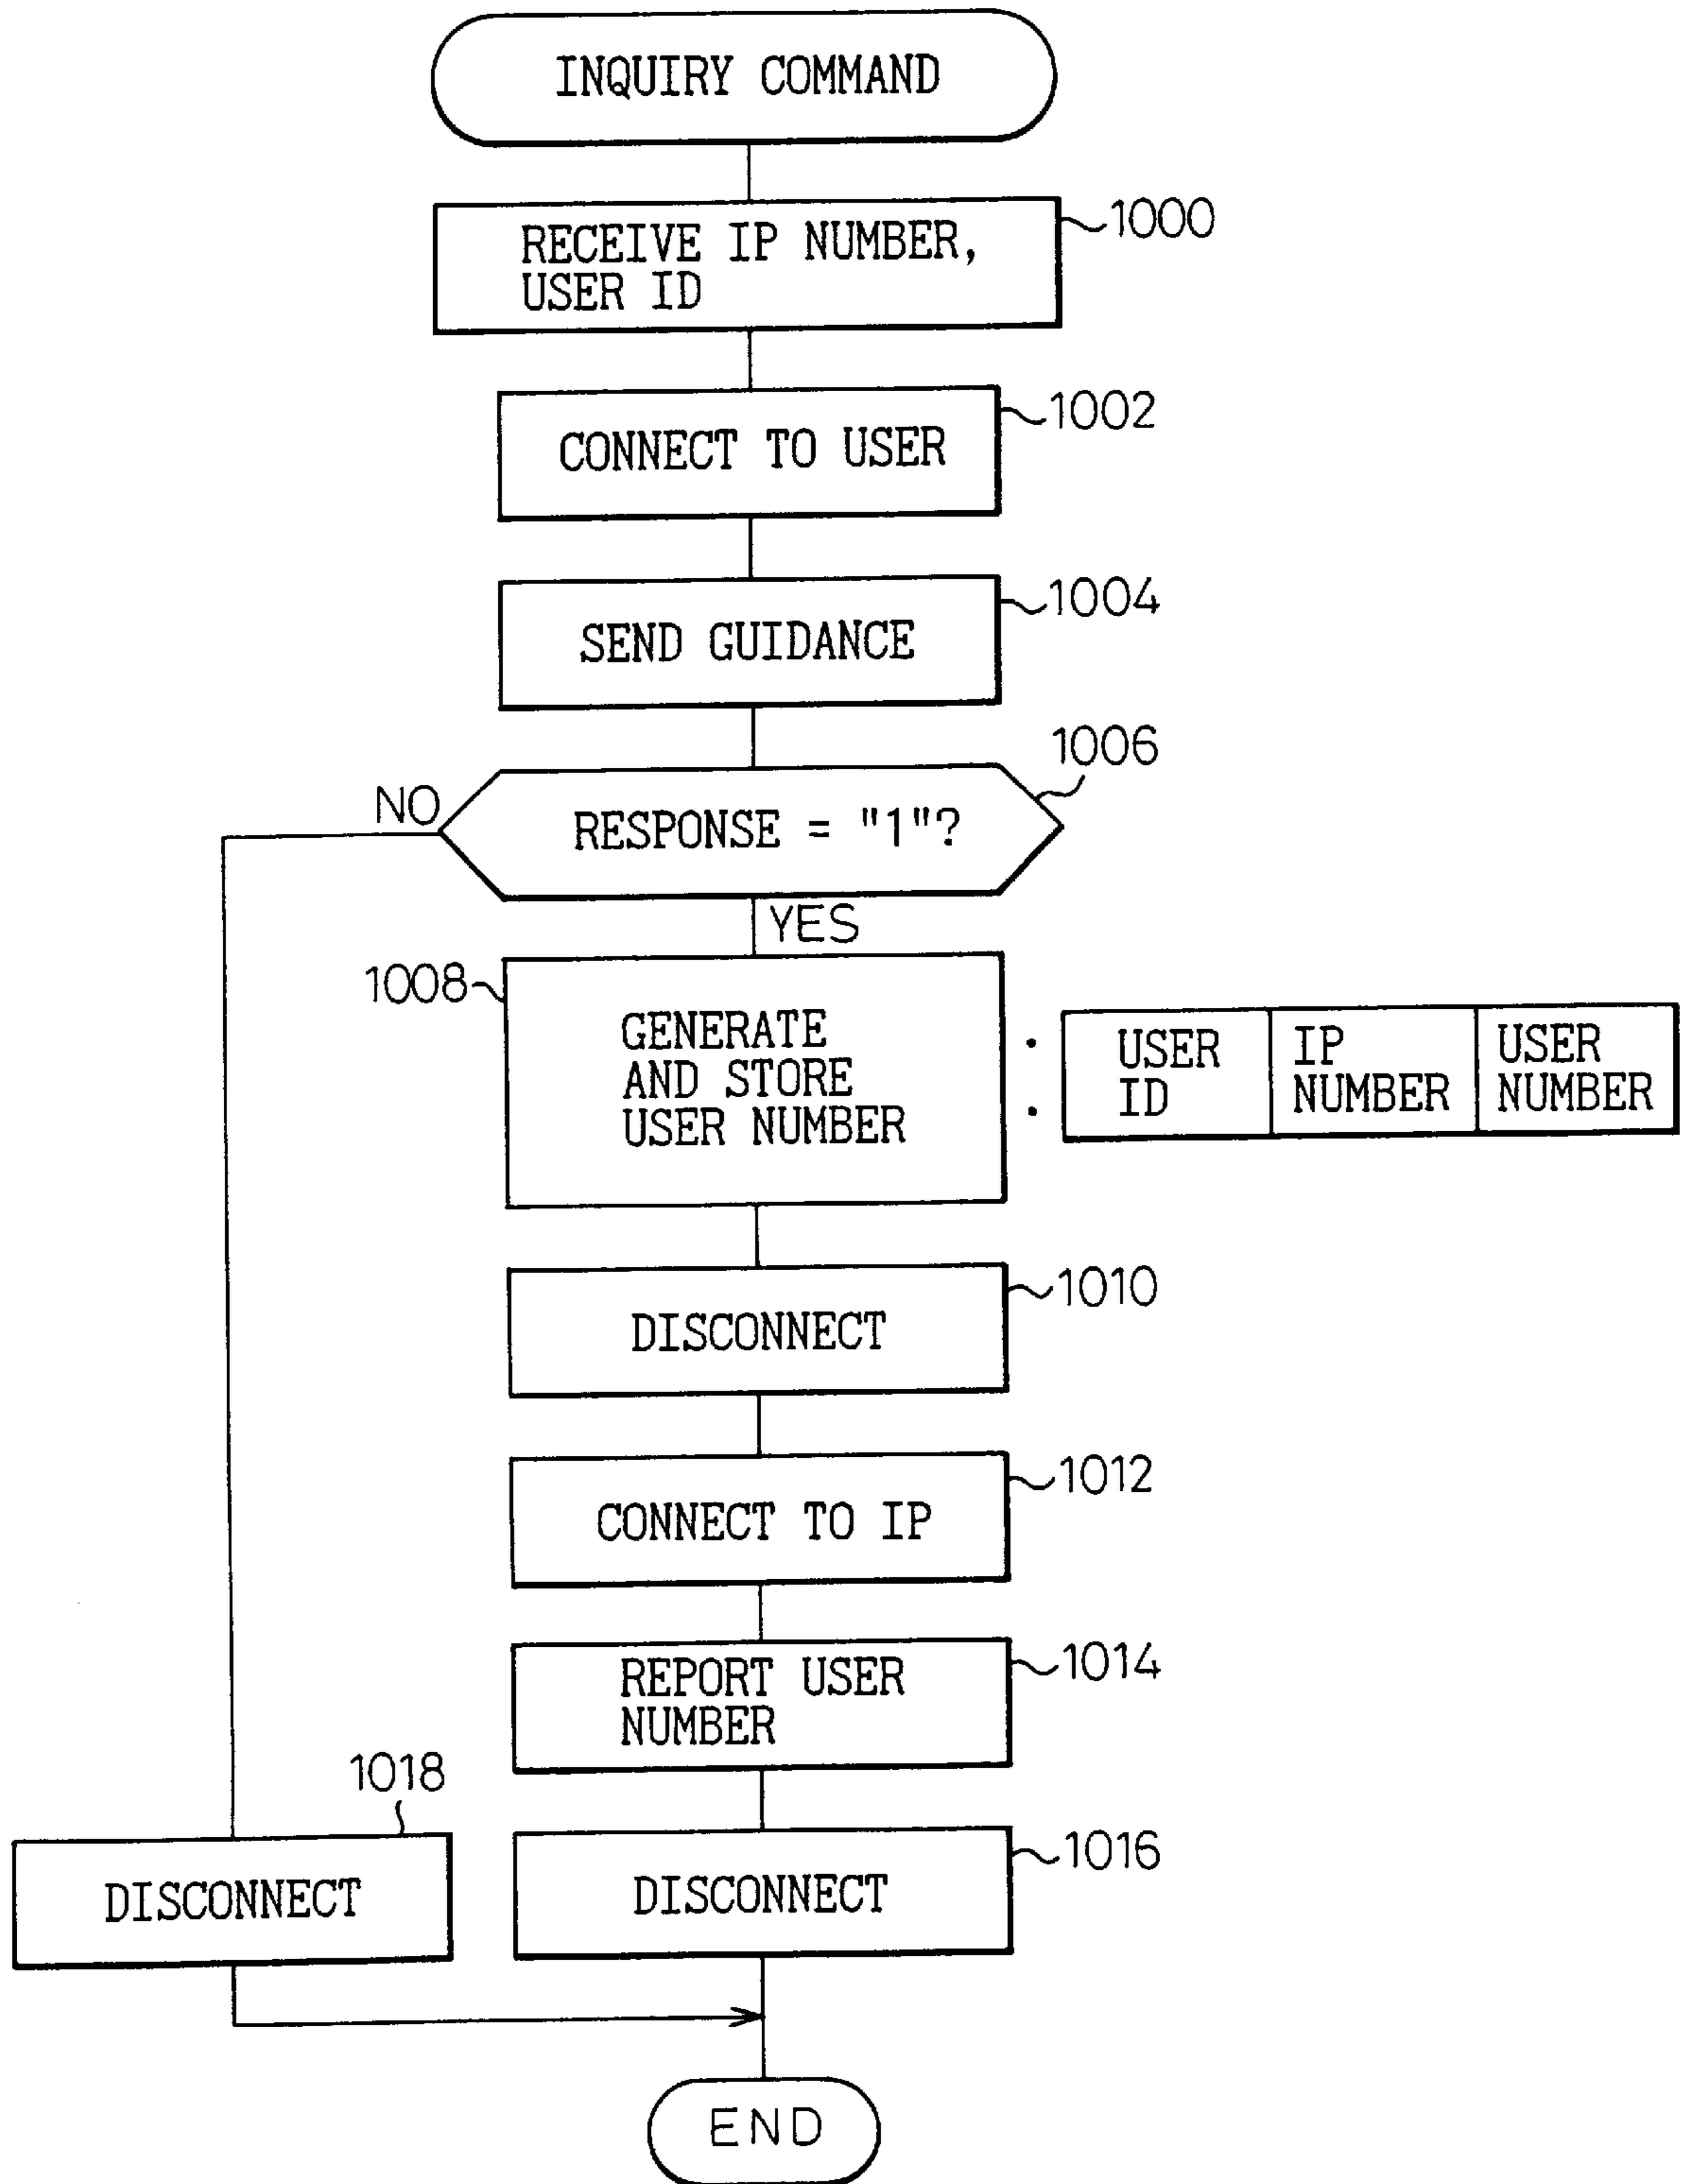 INQUIRY COMMAND
1000
RECEIVE IP NUMBER,
USER ID
1002
CONNECT TO USER
1004
SEND GUIDANCE
1006
NO
RESPONSE = "1"?
YES
1008
GENERATE
AND STORE
USER NUMBER
:
USER
ID
IP
NUMBER
USER
NUMBER
1010
DISCONNECT
1012
CONNECT TO IP
1014
REPORT USER
NUMBER
1018
DISCONNECT
1016
DISCONNECT
END